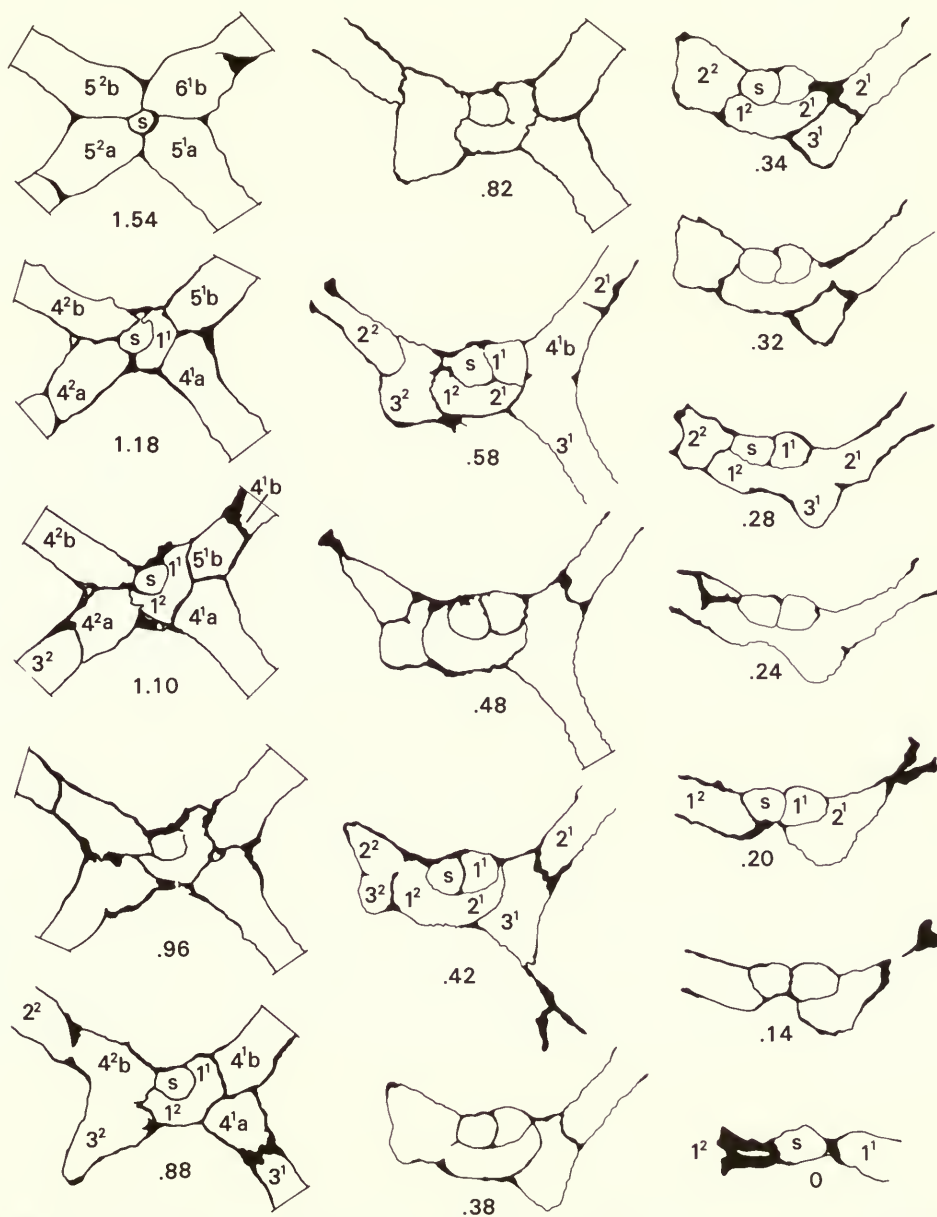 5²b 6¹b
s
5²a 5¹a
1.54
4²b 5¹b
s 1¹
4²a 4¹a
1.18
4¹b
4²b 1¹ 5¹b
s
1²
4²a 4¹a
3²
1.10
.96
2²
4²b 1¹ 4¹b
s
1² 4¹a
3²
3¹
.88
.82
2¹
2² 4¹b
s 1¹
3² 1² 2¹
3¹
.58
.48
2¹
2²
s 1¹
3² 1² 2¹ 3¹
.42
.38
2² s 2¹
1² 2¹
3¹
.34
.32
2² s 1¹
1² 2¹
3¹
.28
.24
1² s 1¹ 2¹
.20
.14
1² s 1¹
0